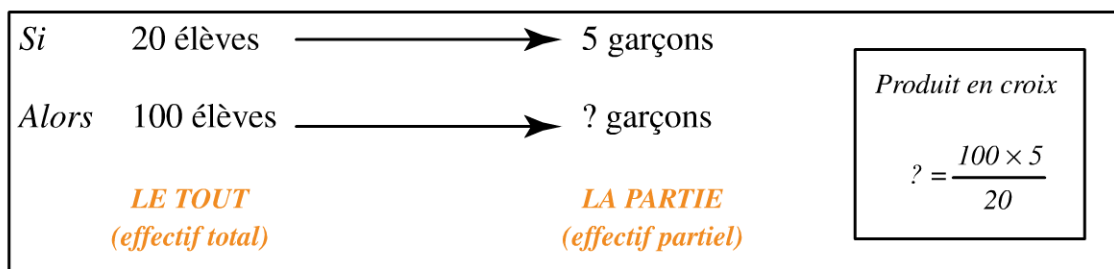 Si 20 élèves 5 garçons
Alors 100 élèves ? garçons
LE TOUT
(effectif total)
LA PARTIE
(effectif partiel)
Produit en croix
? = 100 × 5
20